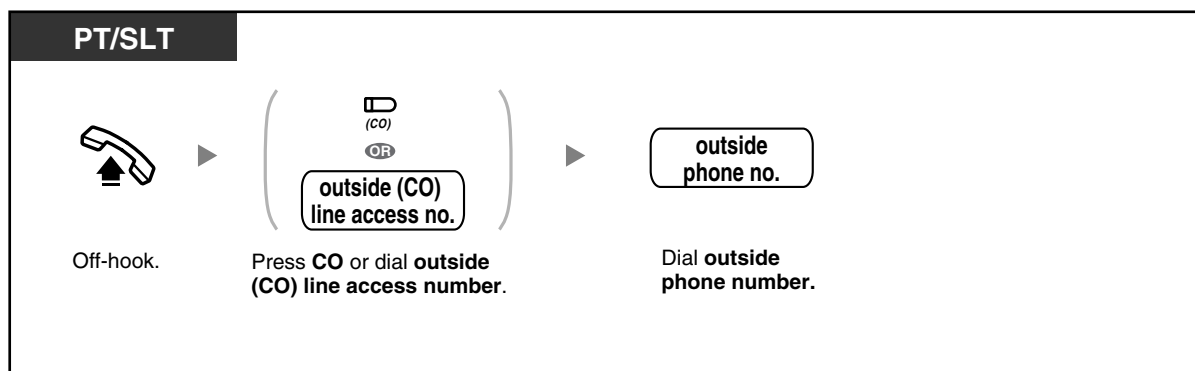 PT/SLT
(CO)
OR
outside (CO)
line access no.
outside
phone no.
Off-hook.
Press CO or dial outside
(CO) line access number.
Dial outside
phone number.